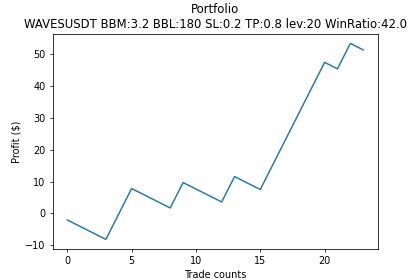 Portfolio
WAVESUSDT BBM:3.2 BBL:180 SL:0.2 TP:0.8 lev:20 WinRatio:42.0
50
40
30
20
10
0
−10
Profit ($)
0 5 10 15 20
Trade counts